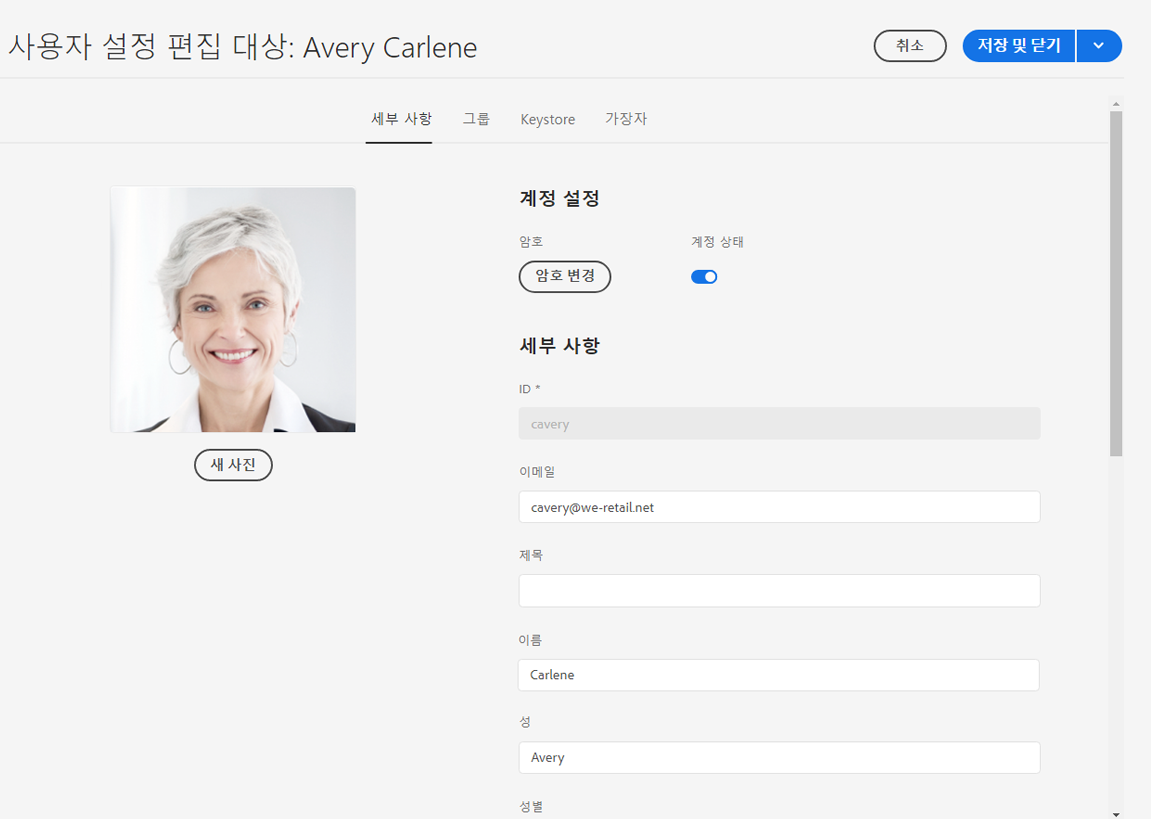 사용자 설정 편집 대상: Avery Carlene
취소
저장 및 닫기
세부 사항 그룹 Keystore 가장자
계정 설정
암호 계정 상태
암호 변경
세부 사항
ID *
cavery
새 사진
이메일
cavery@we-retail.net
제목
이름
Carlene
성
Avery
성별